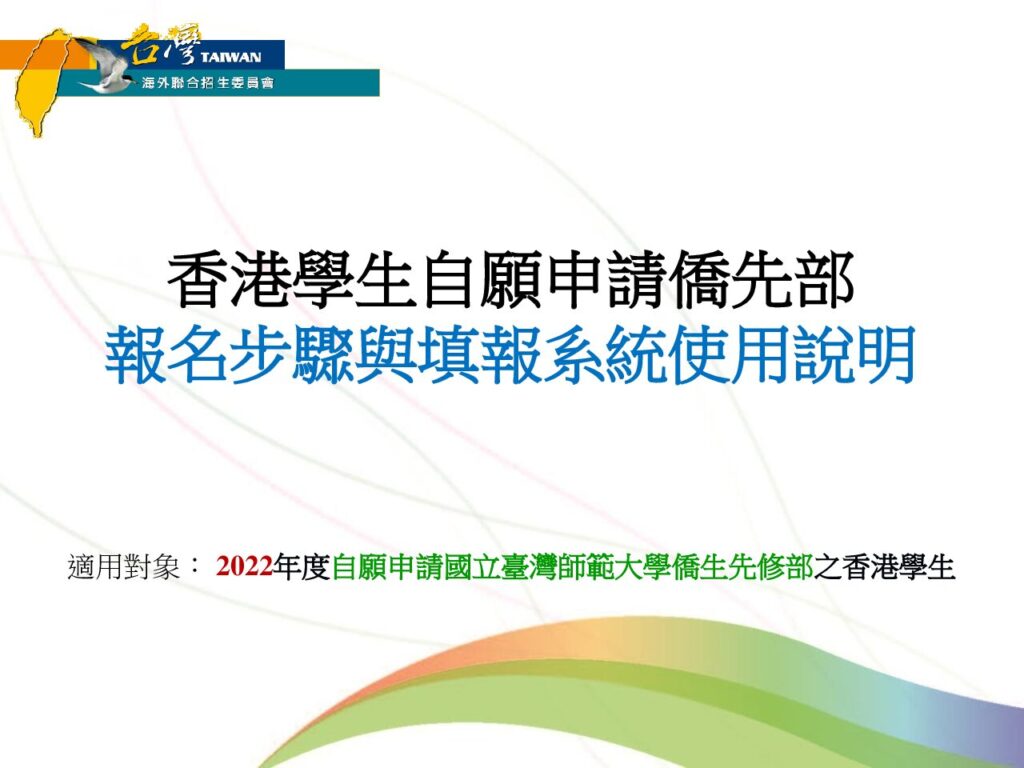 台灣 TAIWAN
海外聯合招生委員會
香港學生自願申請僑先部
報名步驟與填報系統使用說明
適用對象： 2022年度自願申請國立臺灣師範大學僑生先修部之香港學生